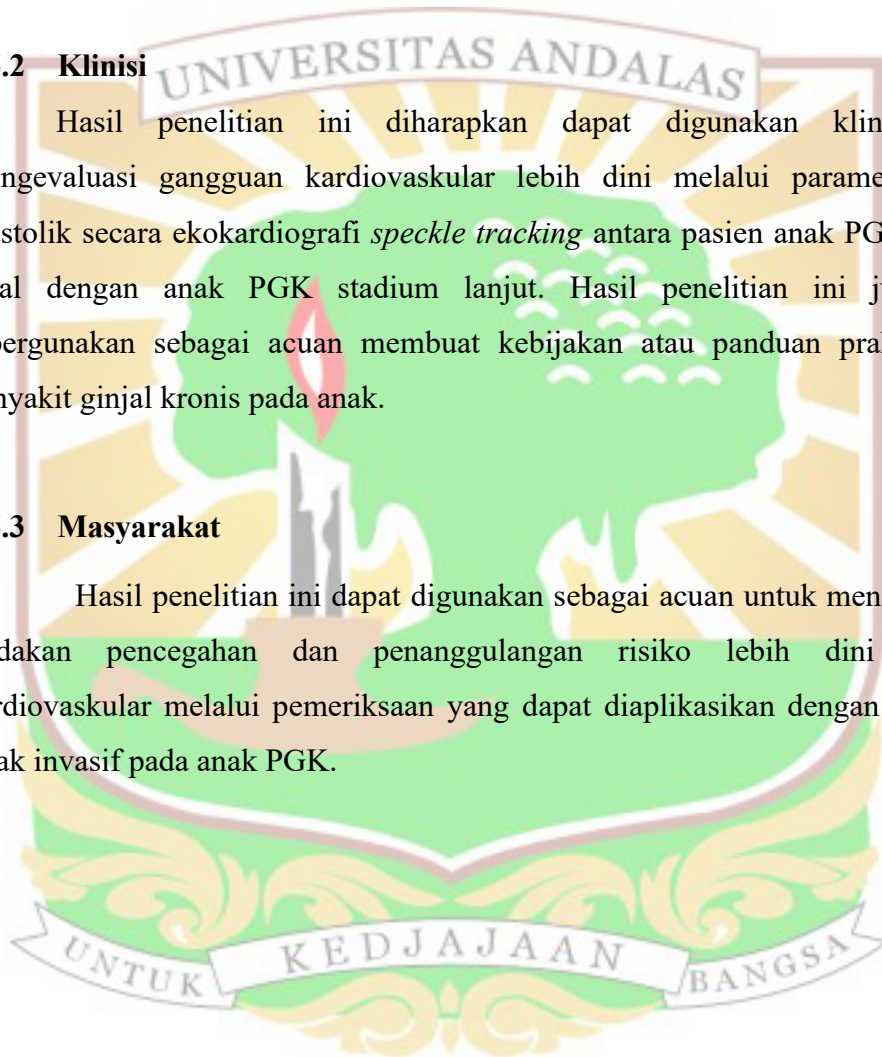 UNIVERSITAS ANDALAS
.2 Klinisi
Hasil penelitian ini diharapkan dapat digunakan klin
ngevaluasi gangguan kardiovaskular lebih dini melalui parame
stolik secara ekokardiografi speckle tracking antara pasien anak PG
al dengan anak PGK stadium lanjut. Hasil penelitian ini j
pergunakan sebagai acuan membuat kebijakan atau panduan pra
nyakit ginjal kronis pada anak.
.3 Masyarakat
Hasil penelitian ini dapat digunakan sebagai acuan untuk men
dakan pencegahan dan penanggulangan risiko lebih dini
rdiovaskular melalui pemeriksaan yang dapat diaplikasikan dengan
ak invasif pada anak PGK.
UNTUK KEDJAJAAN BANGSA